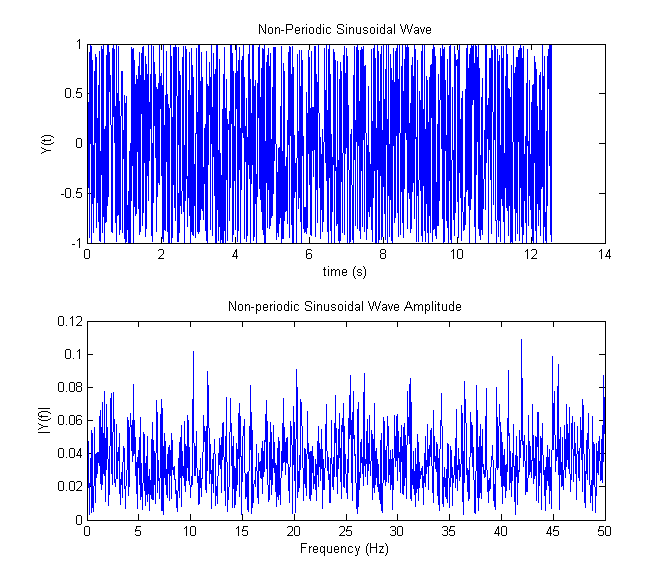 Non-Periodic Sinusoidal Wave
1
0.5
0
-0.5
-1
Y(t)
0 2 4 6 8 10 12 14
time (s)
Non-periodic Sinusoidal Wave Amplitude
0.12
0.1
0.08
0.06
0.04
0.02
0
|Y(f)|
0 5 10 15 20 25 30 35 40 45 50
Frequency (Hz)